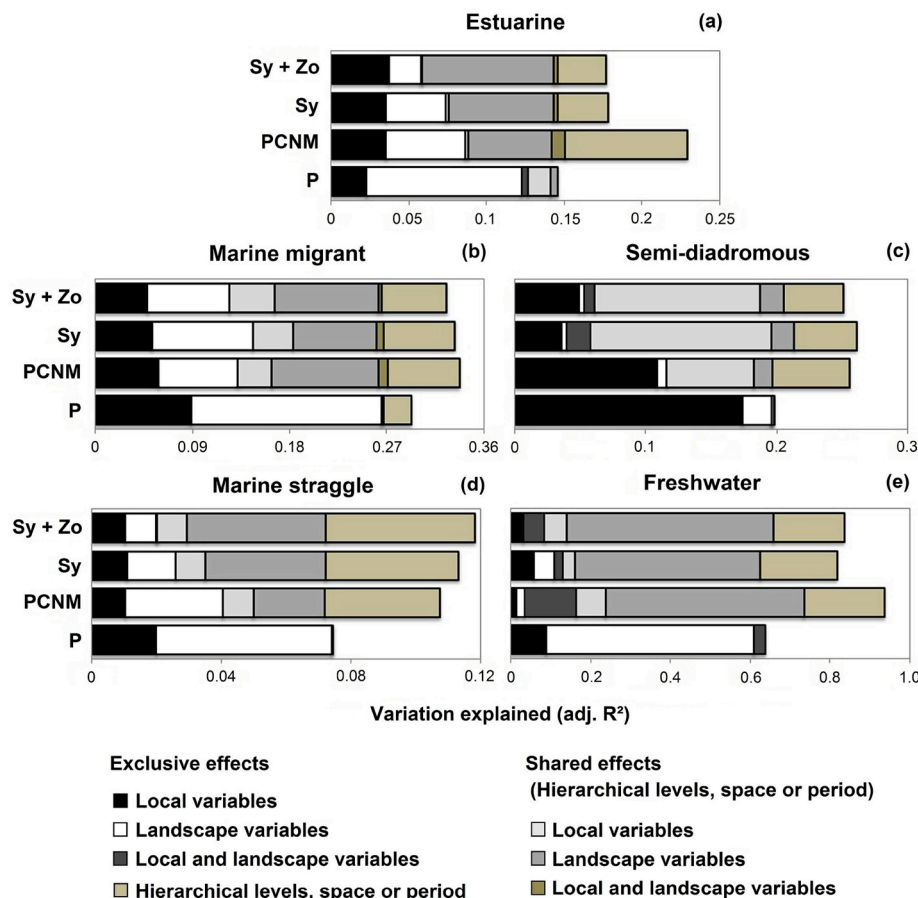 Estuarine (a)
Sy + Zo
Sy
PCNM
P
0 0.05 0.1 0.15 0.2 0.25
Marine migrant (b)
Sy + Zo
Sy
PCNM
P
0 0.09 0.18 0.27 0.36
Semi-diadromous (c)
0 0.1 0.2 0.3
Marine straggle (d)
Sy + Zo
Sy
PCNM
P
0 0.04 0.08 0.12
Freshwater (e)
0 0.2 0.4 0.6 0.8 1.0
Variation explained (adj. R²)
Exclusive effects
Local variables
Landscape variables
Local and landscape variables
Hierarchical levels, space or period
Shared effects
(Hierarchical levels, space or period)
Local variables
Landscape variables
Local and landscape variables